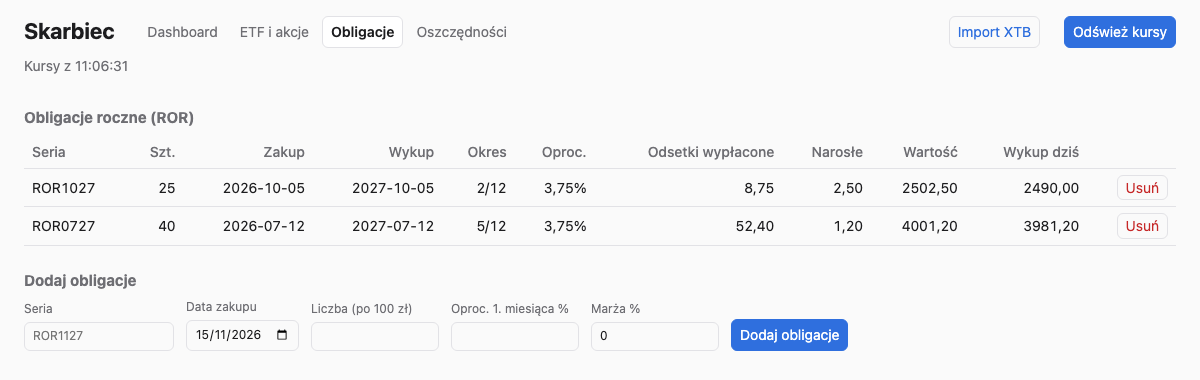 Skarbiec Dashboard ETF i akcje Obligacje Oszczędności Import XTB Odśwież kursy
Kursy z 11:06:31
Obligacje roczne (ROR)
Seria Szt. Zakup Wykup Okres Oproc. Odsetki wypłacone Narosłe Wartość Wykup dziś
ROR1027 25 2026-10-05 2027-10-05 2/12 3,75% 8,75 2,50 2502,50 2490,00 Usuń
ROR0727 40 2026-07-12 2027-07-12 5/12 3,75% 52,40 1,20 4001,20 3981,20 Usuń
Dodaj obligacje
Seria Data zakupu Liczba (po 100 zł) Oproc. 1. miesiąca % Marża %
ROR1127 15/11/2026 0 Dodaj obligacje